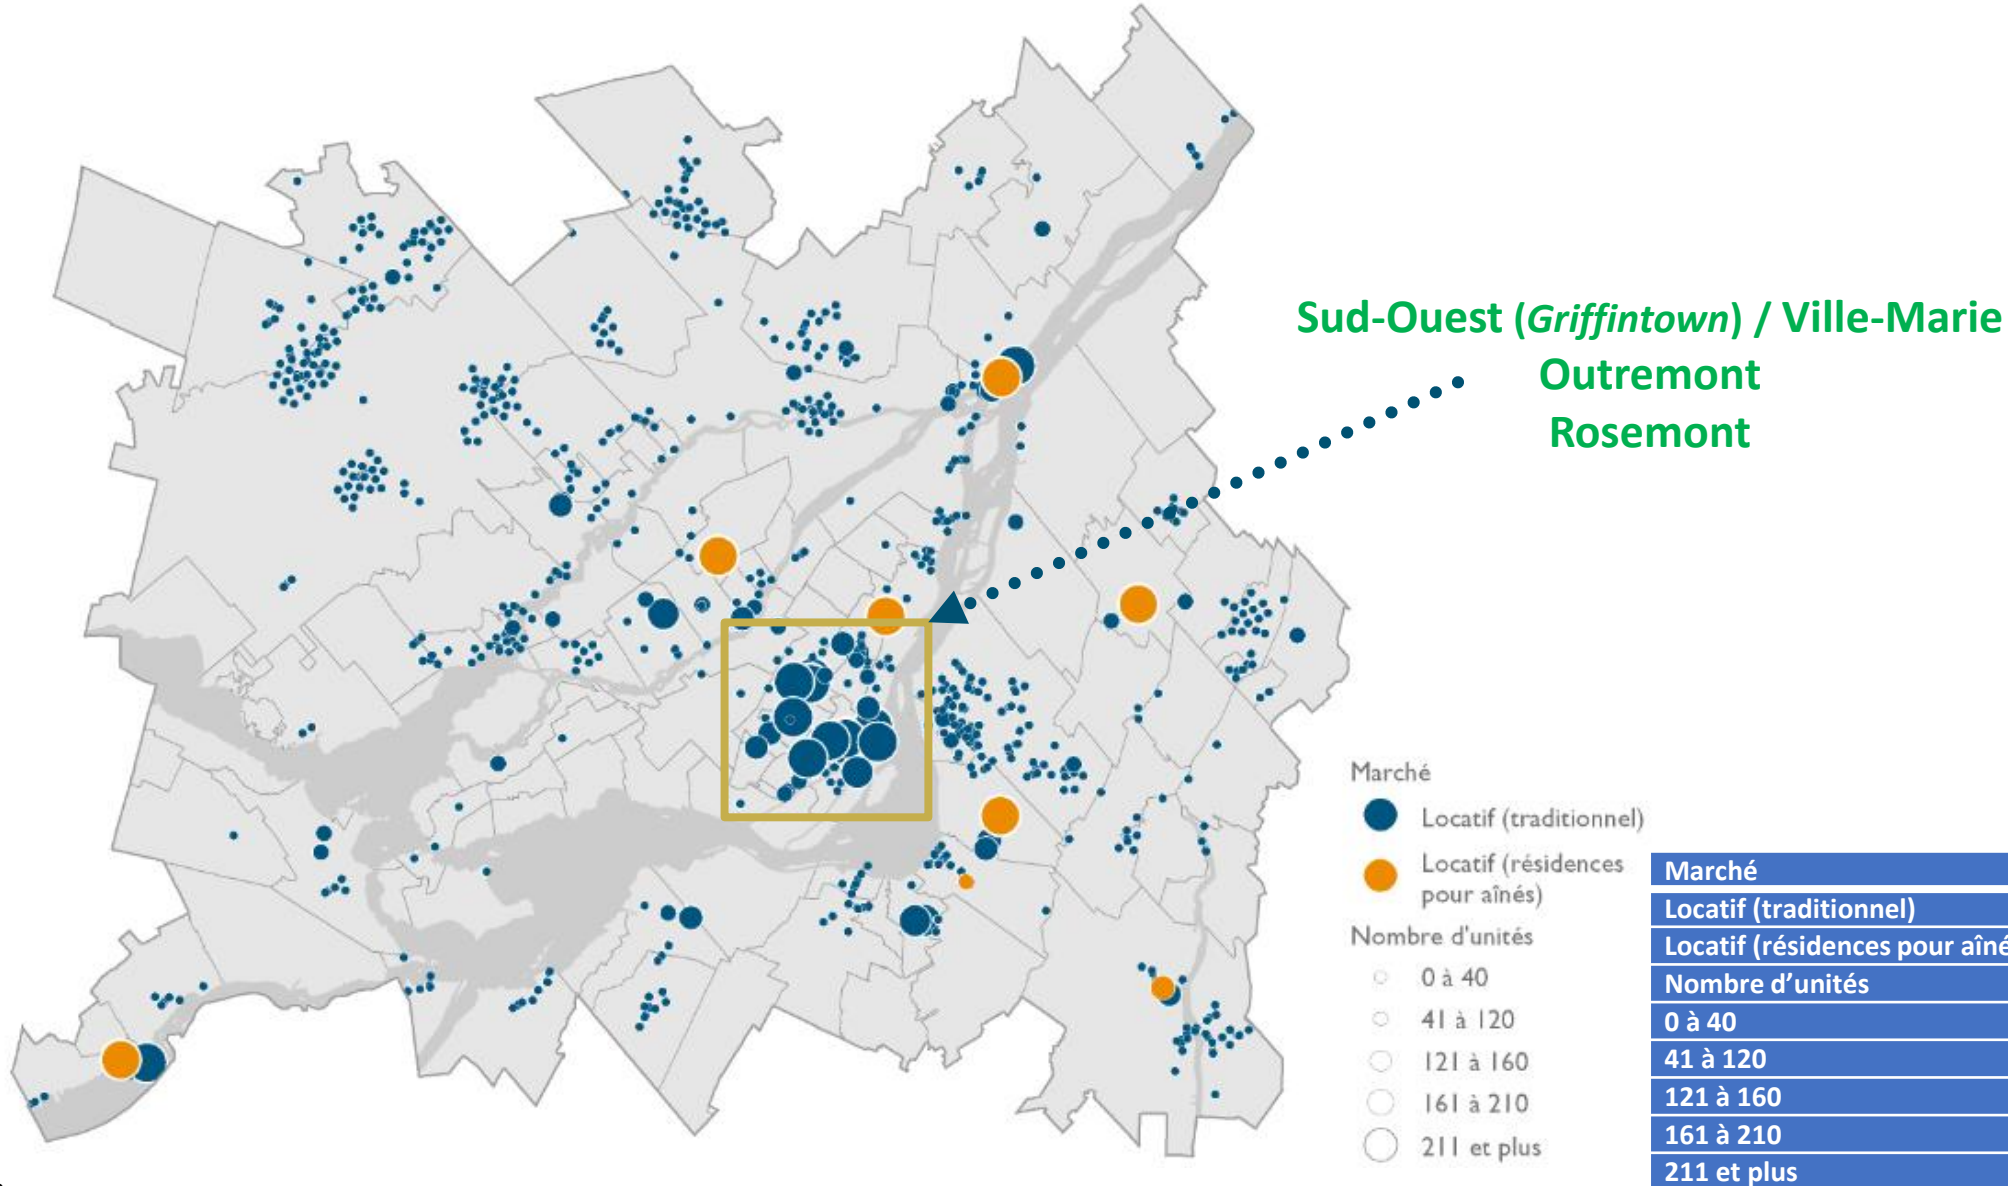 Sud-Ouest (Griffintown) / Ville-Marie
Outremont
Rosemont
Marché
Locatif (traditionnel)
Locatif (résidences
pour aînés)
Nombre d'unités
0 à 40
41 à 120
121 à 160
161 à 210
211 et plus
Marché
Locatif (traditionnel)
Locatif (résidences pour aîné
Nombre d’unités
0 à 40
41 à 120
121 à 160
161 à 210
211 et plus